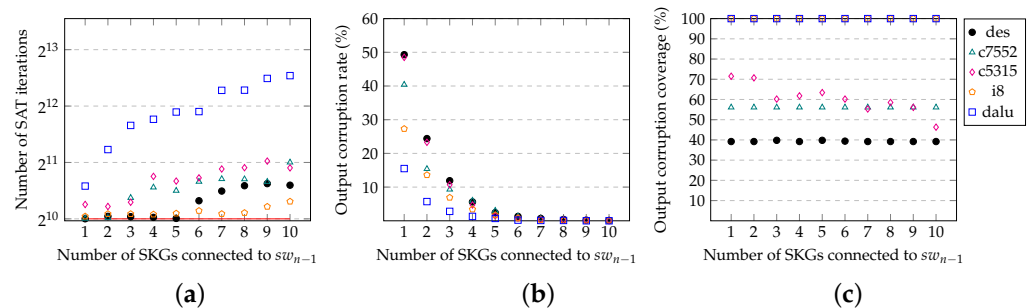 Number of SAT iterations
2^13
2^12
2^11
2^10
1 2 3 4 5 6 7 8 9 10
Number of SKGs connected to sw_{n−1}
(a)
Output corruption rate (%)
60
50
40
30
20
10
1 2 3 4 5 6 7 8 9 10
Number of SKGs connected to sw_{n−1}
(b)
Output corruption coverage (%)
100
90
80
70
60
50
40
30
20
10
0
1 2 3 4 5 6 7 8 9 10
Number of SKGs connected to sw_{n−1}
(c)
des
c7552
c5315
i8
dalu